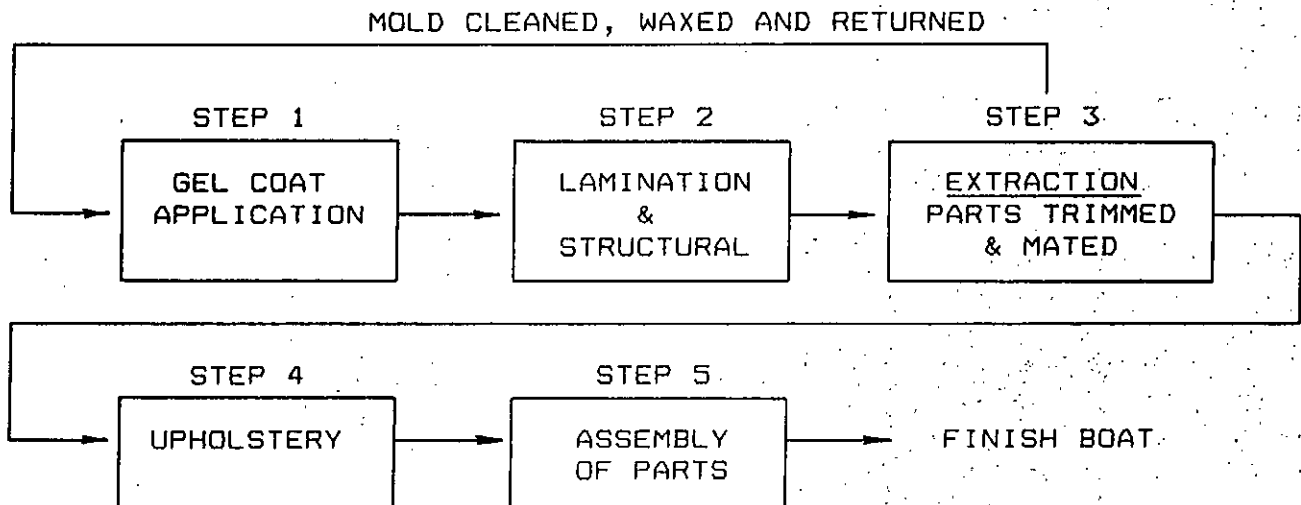 MOLD CLEANED, WAXED AND RETURNED
STEP 1
GEL COAT
APPLICATION
STEP 2
LAMINATION
&
STRUCTURAL
STEP 3
EXTRACTION
PARTS TRIMMED
& MATED
STEP 4
UPHOLSTERY
STEP 5
ASSEMBLY
OF PARTS
FINISH BOAT